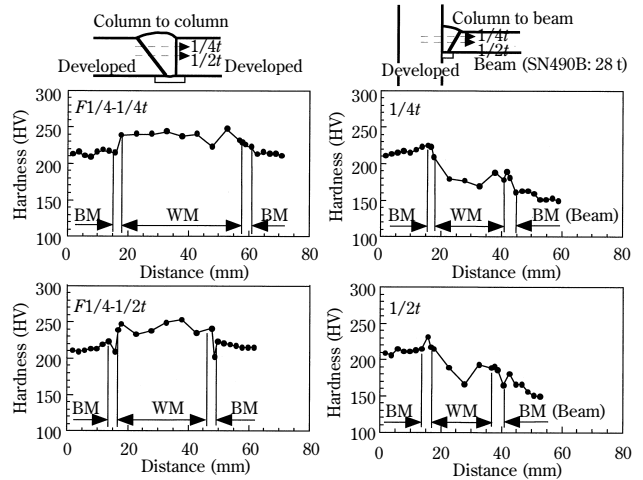 Column to column
1/4t
1/2t
Developed
Developed
Column to beam
1/4t
1/2t
Developed
Beam (SN490B: 28 t)
Hardness (HV)
300
250
200
150
100
F1/4-1/4t
BM
WM
BM
0
20
40
60
80
Distance (mm)
Hardness (HV)
300
250
200
150
100
1/4t
BM
WM
BM (Beam)
0
20
40
60
80
Distance (mm)
Hardness (HV)
300
250
200
150
100
F1/4-1/2t
BM
WM
BM
0
20
40
60
80
Distance (mm)
Hardness (HV)
300
250
200
150
100
1/2t
BM
WM
BM (Beam)
0
20
40
60
80
Distance (mm)